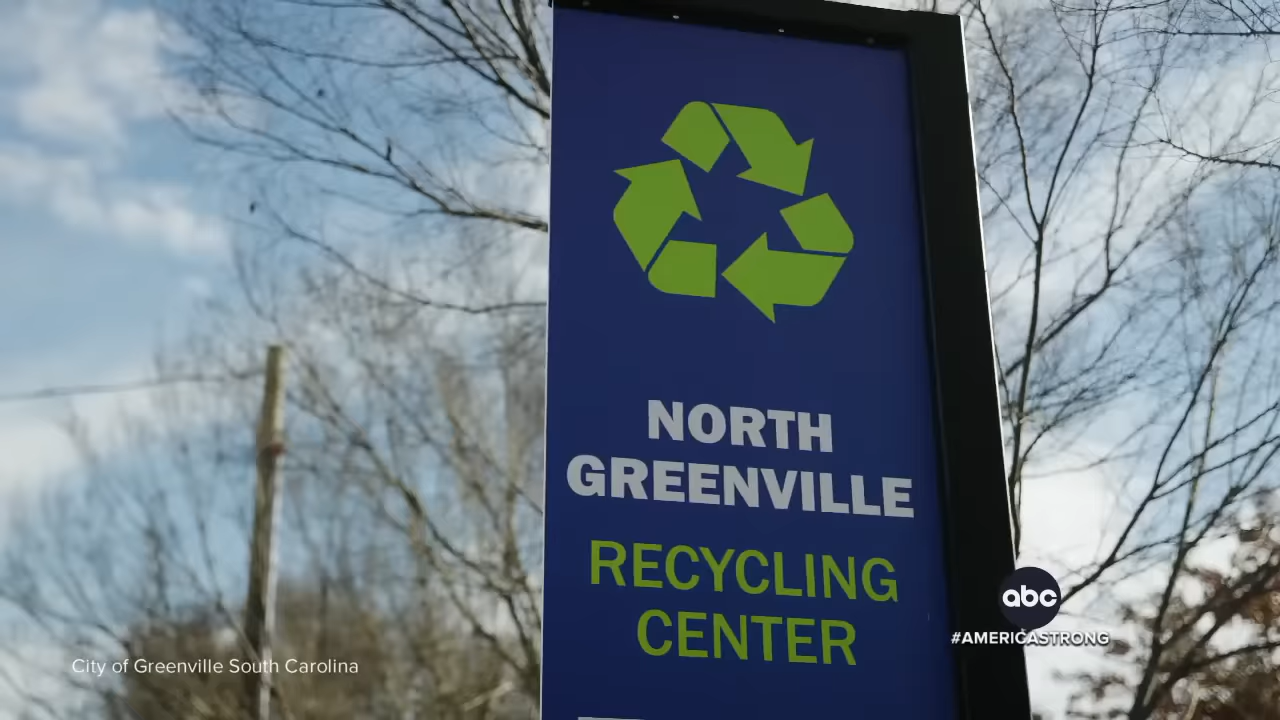 NORTH
GREENVILLE
RECYCLING
CENTER
abc
#AMERICASTRONG
City of Greenville South Carolina